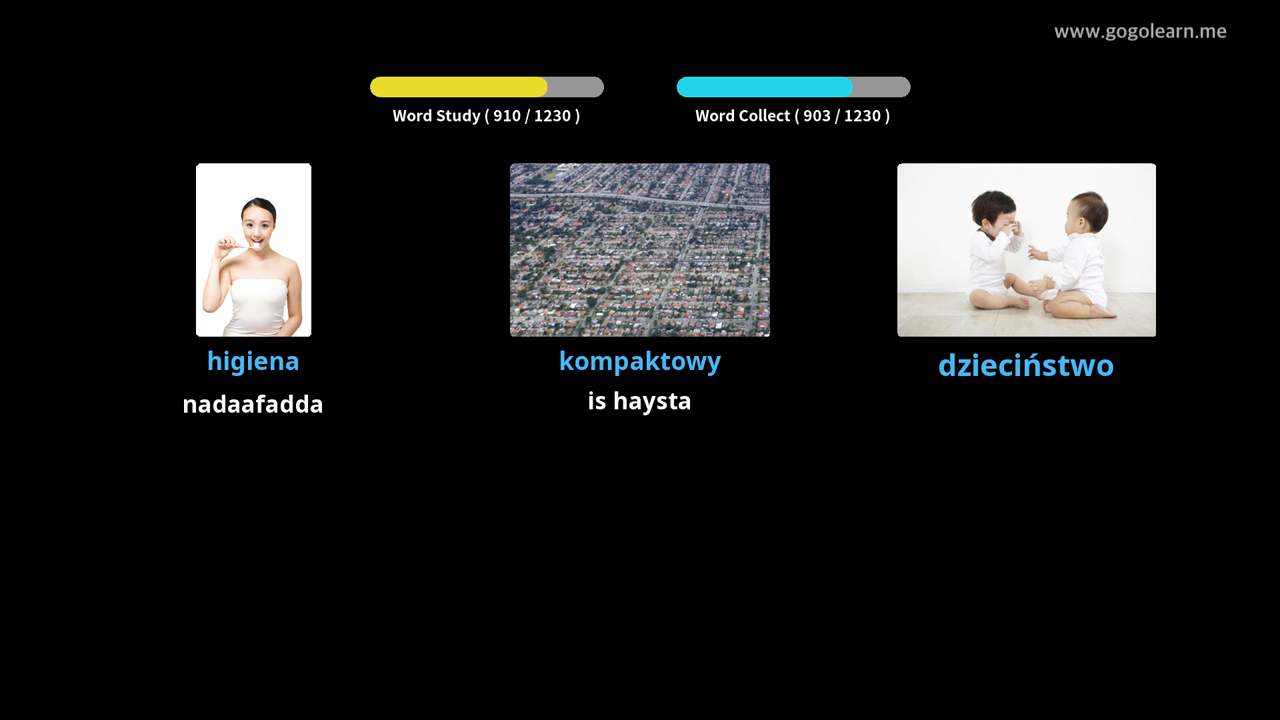 www.gogolearn.me
Word Study ( 910 / 1230 )
Word Collect ( 903 / 1230 )
higiena
kompaktowy
dzieciństwo
nadaafadda
is haysta